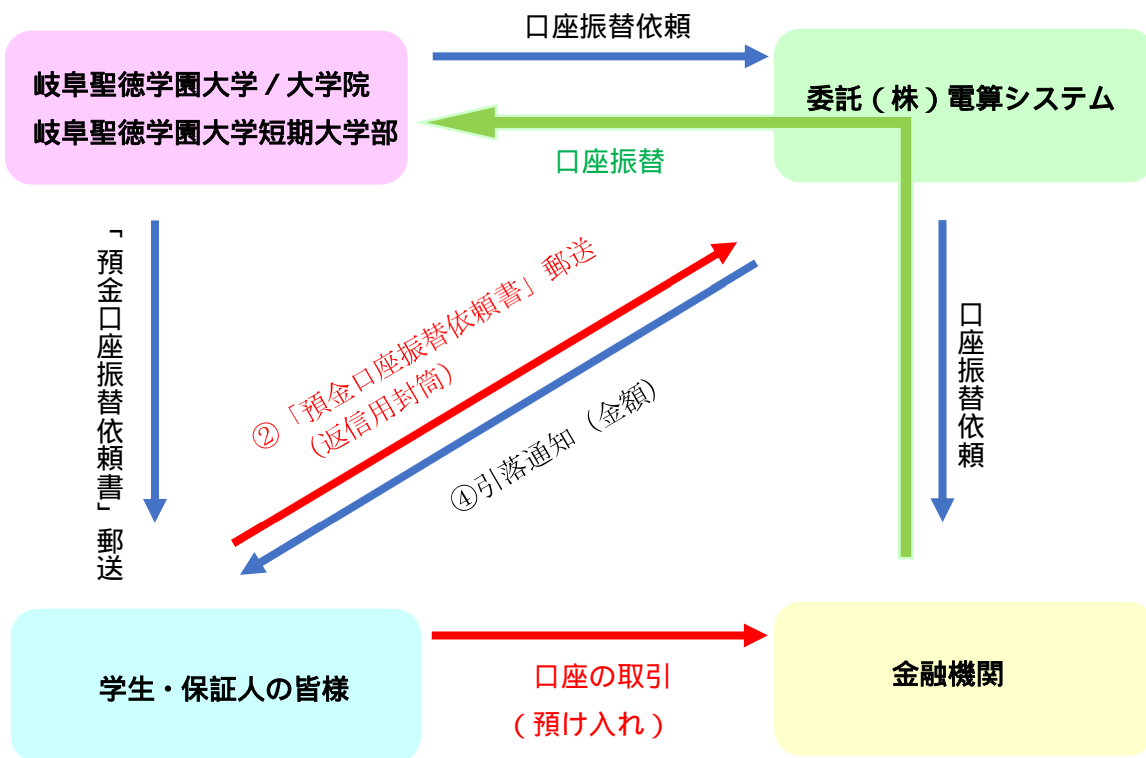 口座振替依頼
岐阜聖徳学園大学 / 大学院
岐阜聖徳学園大学短期大学部
委託（株）電算システム
口座振替
「預金口座振替依頼書」郵送
②「預金口座振替依頼書」郵送
（返信用封筒）
④引落通知（金額）
口座振替依頼
学生・保証人の皆様
口座の取引
（預け入れ）
金融機関